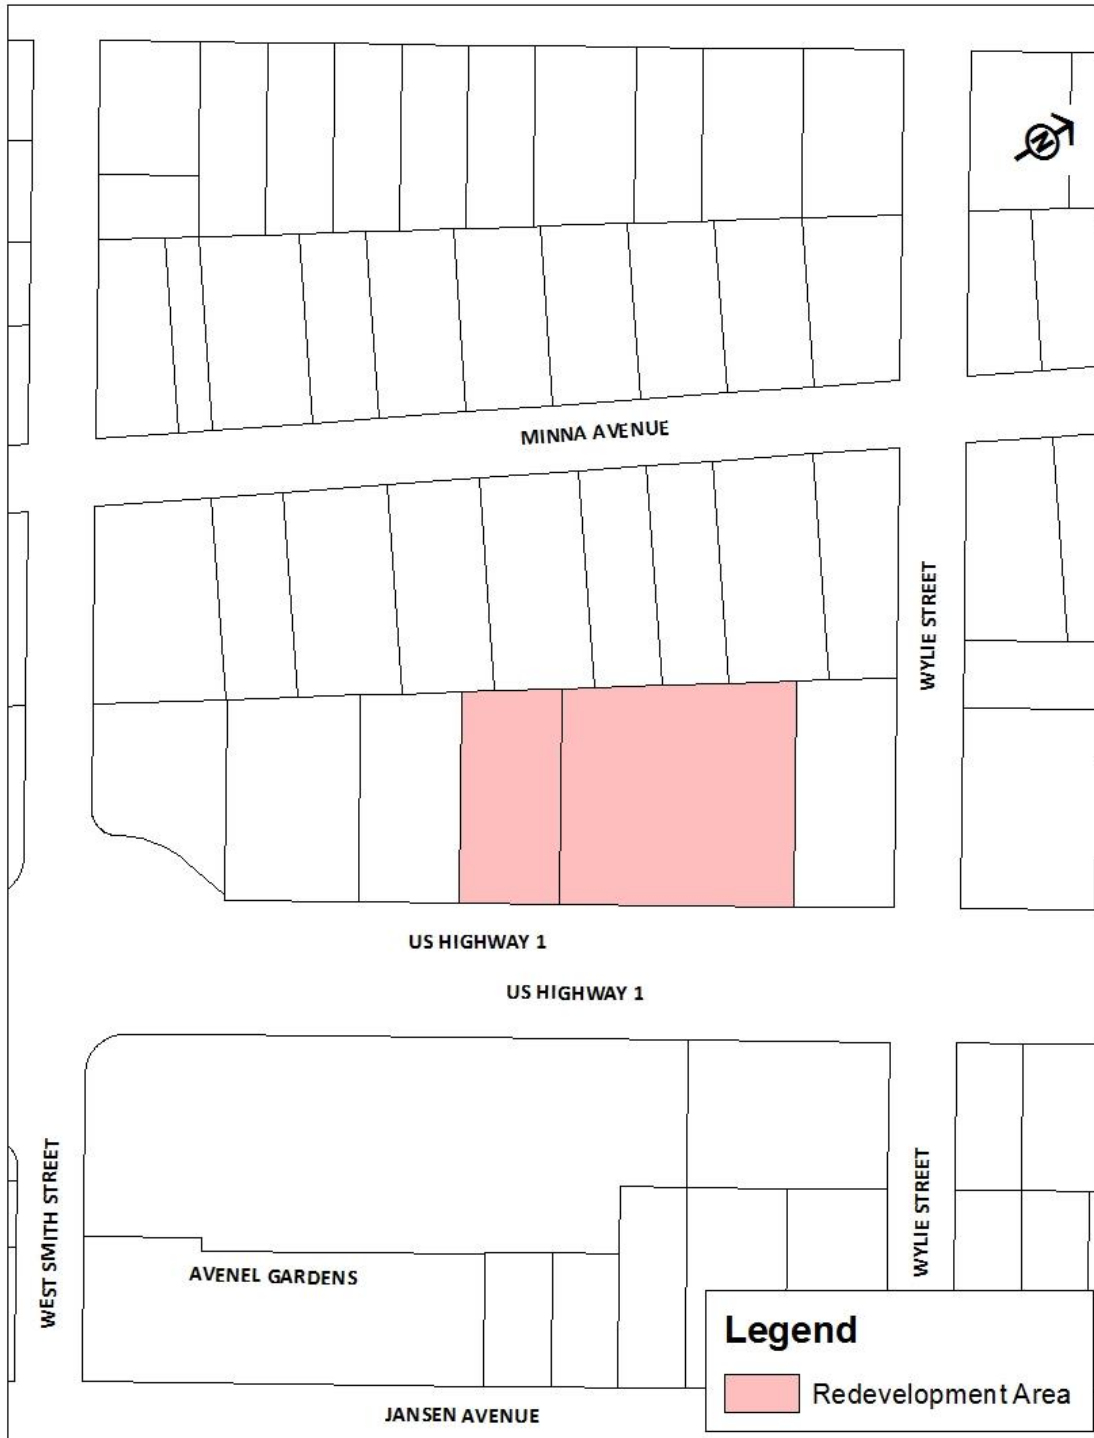 N
MINNA AVENUE
WYLIE STREET
US HIGHWAY 1
US HIGHWAY 1
WEST SMITH STREET
WYLIE STREET
AVENEL GARDENS
Legend
Redevelopment Area
JANSEN AVENUE